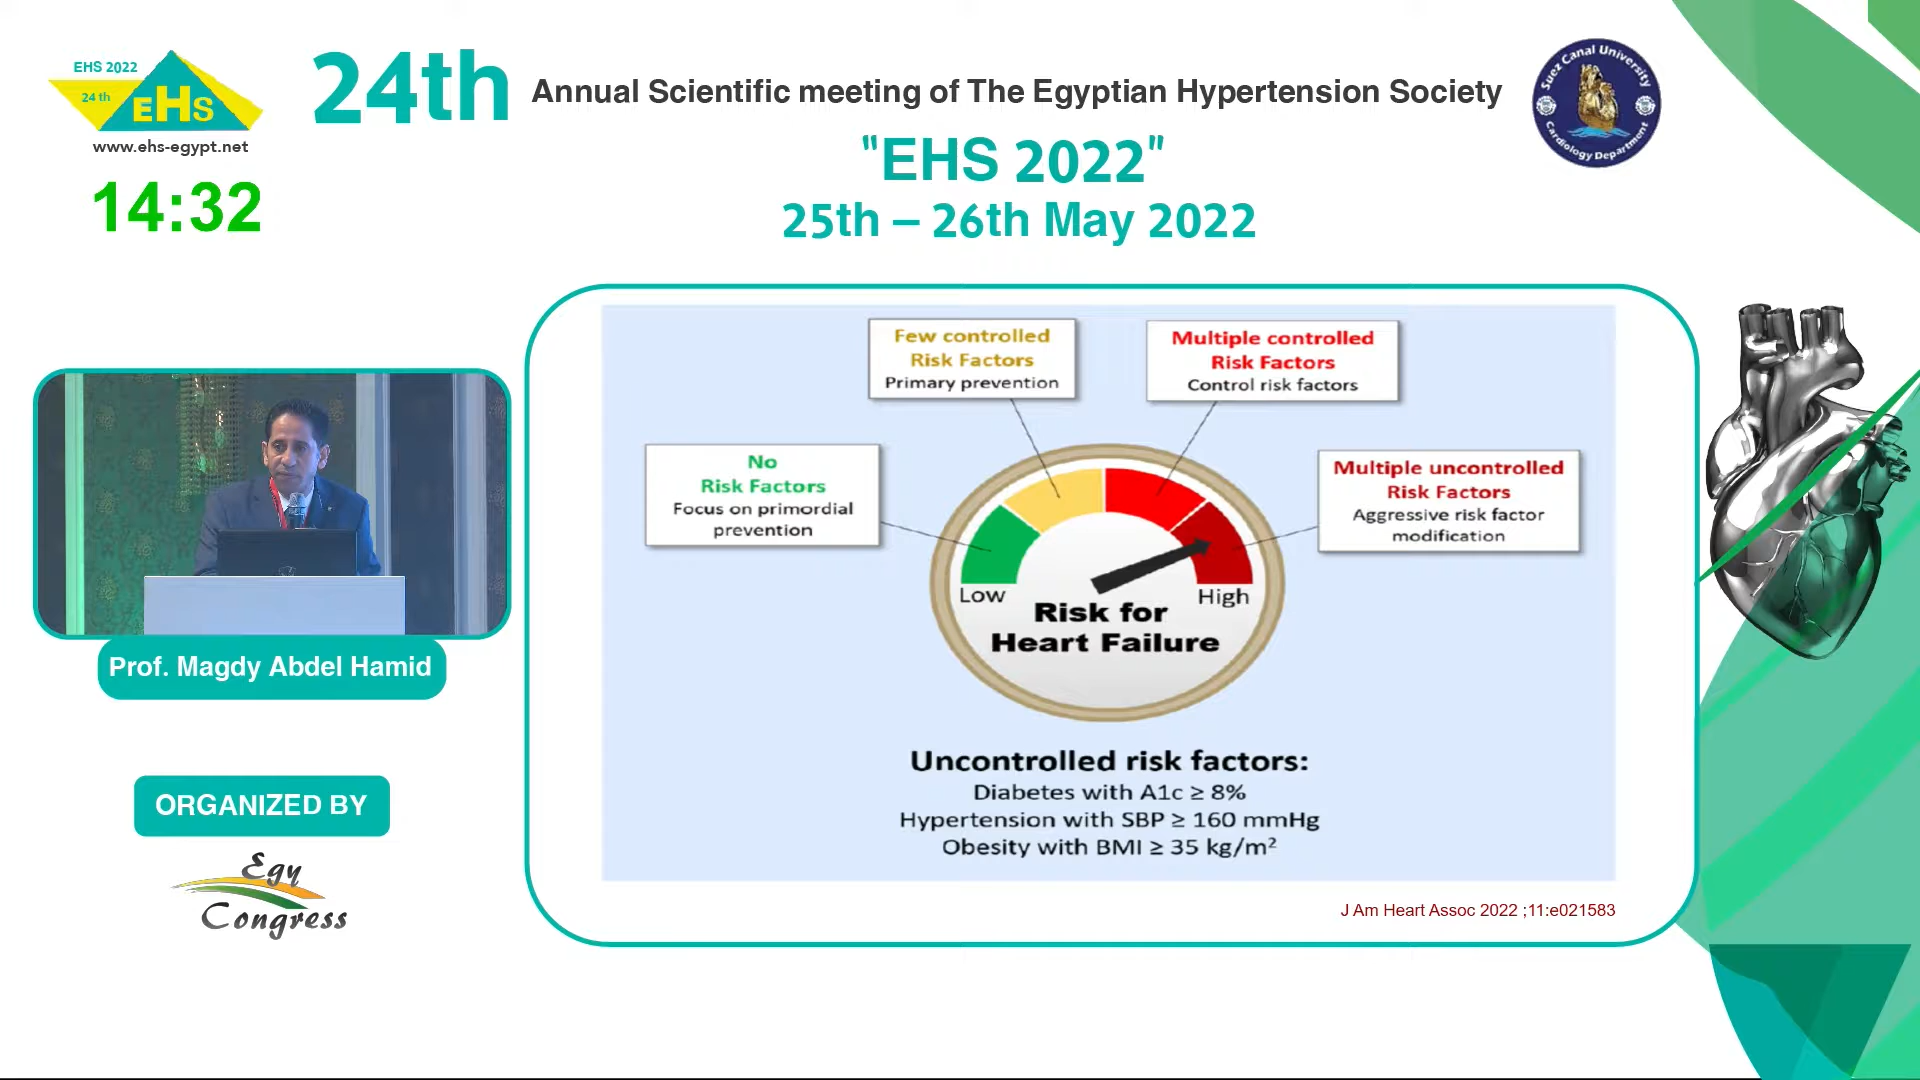 EHS 2022
24 th
EHS
www.ehs-egypt.net
14:32
24th Annual Scientific meeting of The Egyptian Hypertension Society
"EHS 2022"
25th – 26th May 2022
Suez Canal University
Cardiology Department
Few controlled
Risk Factors
Primary prevention
Multiple controlled
Risk Factors
Control risk factors
No
Risk Factors
Focus on primordial
prevention
Multiple uncontrolled
Risk Factors
Aggressive risk factor
modification
Low
High
Risk for
Heart Failure
Uncontrolled risk factors:
Diabetes with A1c ≥ 8%
Hypertension with SBP ≥ 160 mmHg
Obesity with BMI ≥ 35 kg/m²
J Am Heart Assoc 2022 ;11:e021583
Prof. Magdy Abdel Hamid
ORGANIZED BY
Egy
Congress